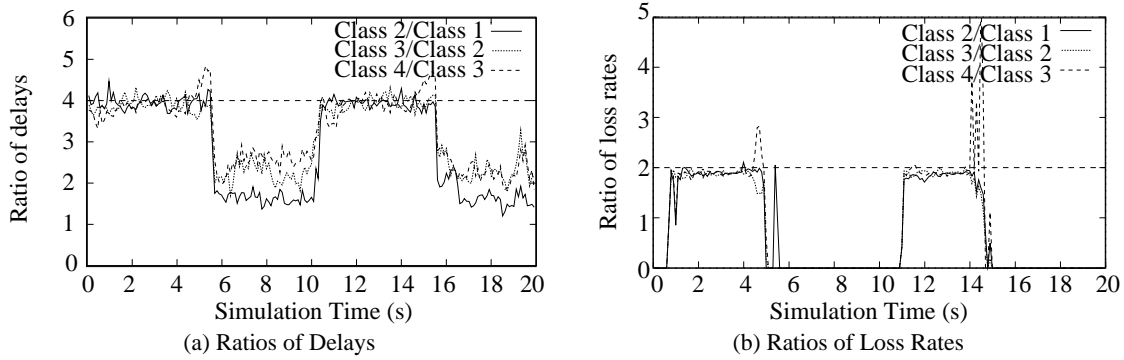 6
5
4
3
2
1
0
Ratio of delays
Class 2/Class 1
Class 3/Class 2
Class 4/Class 3
0 2 4 6 8 10 12 14 16 18 20
Simulation Time (s)
(a) Ratios of Delays
5
4
3
2
1
0
Ratio of loss rates
Class 2/Class 1
Class 3/Class 2
Class 4/Class 3
0 2 4 6 8 10 12 14 16 18 20
Simulation Time (s)
(b) Ratios of Loss Rates